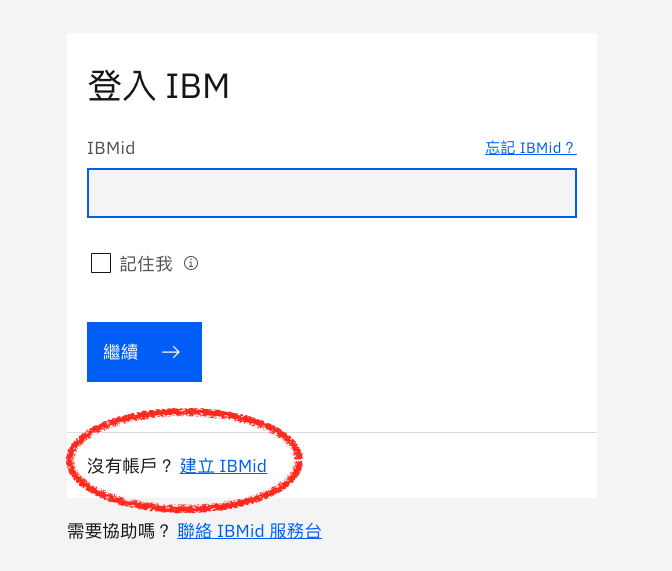 登入 IBM
IBMid 忘記 IBMid？
記住我
繼續
沒有帳戶？ 建立 IBMid
需要協助嗎？ 聯絡 IBMid 服務台